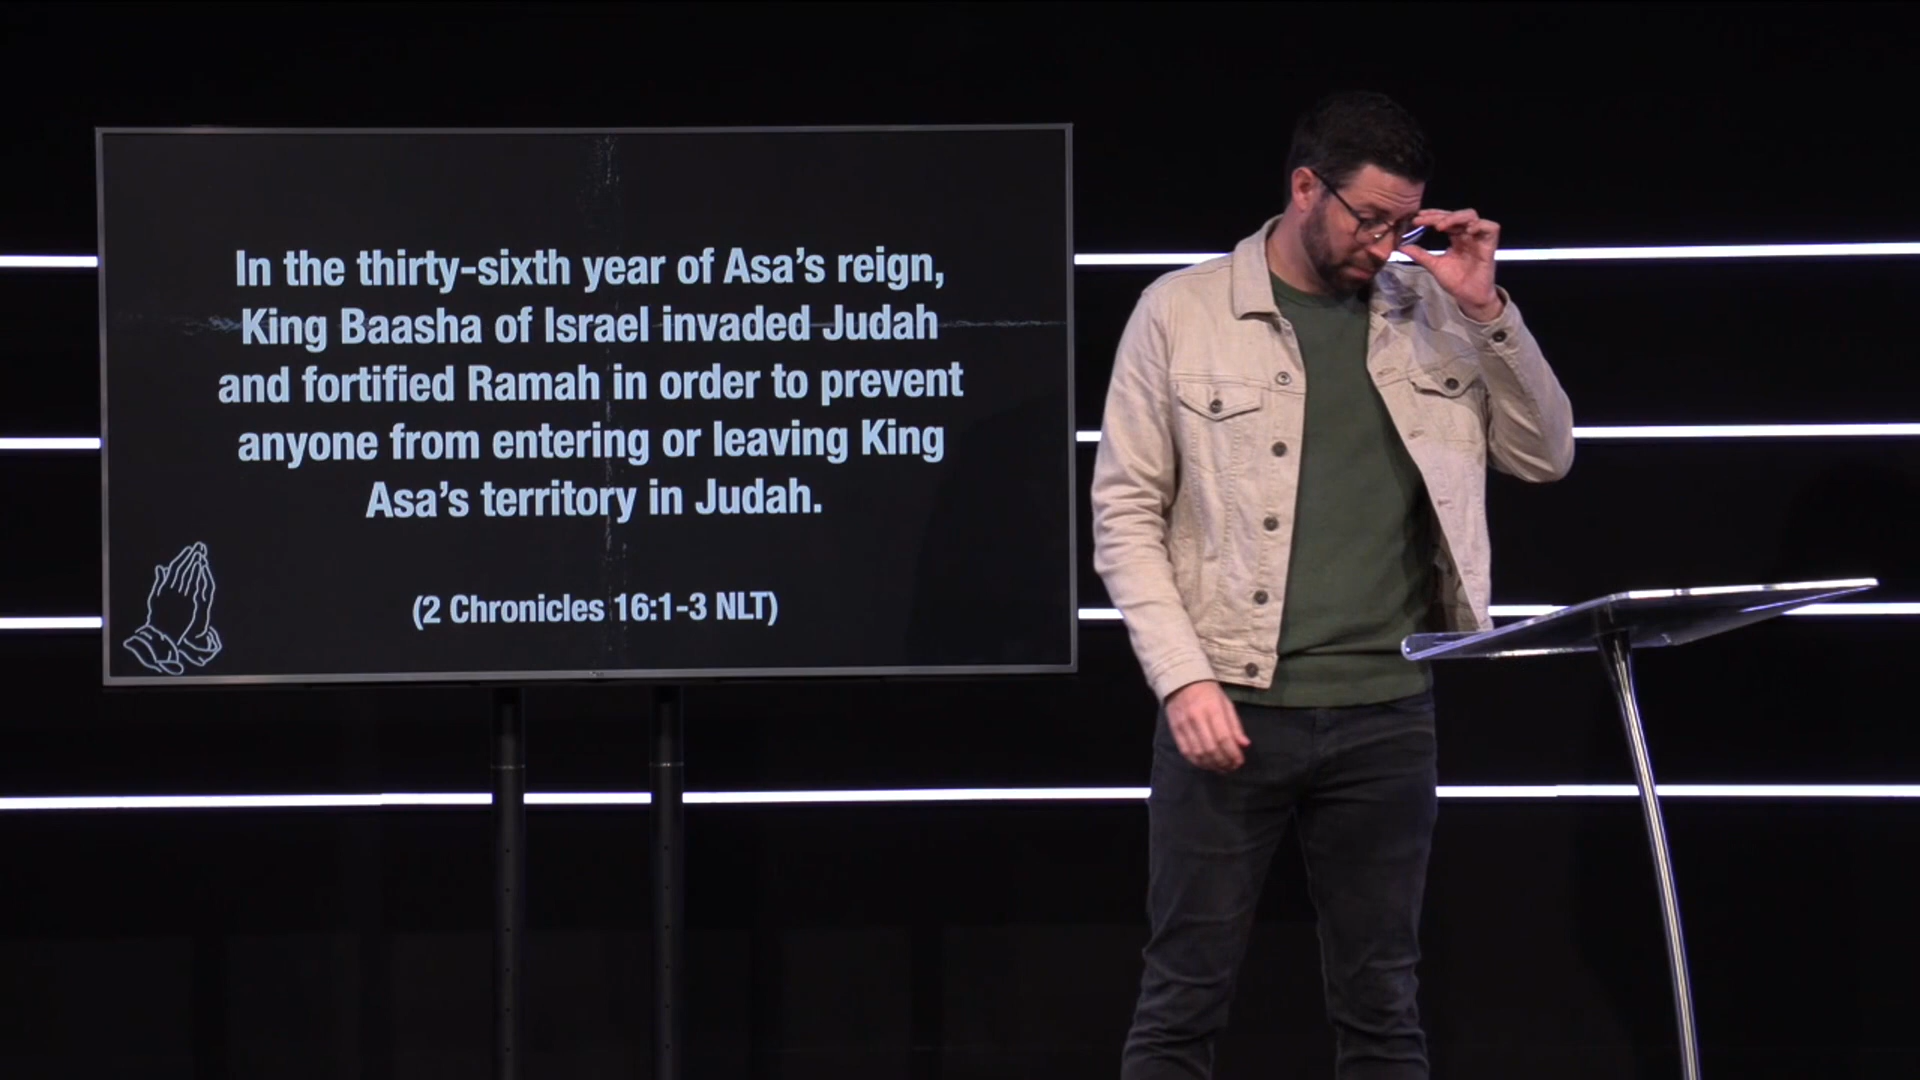 In the thirty-sixth year of Asa’s reign,
King Baasha of Israel invaded Judah
and fortified Ramah in order to prevent
anyone from entering or leaving King
Asa’s territory in Judah.
(2 Chronicles 16:1-3 NLT)